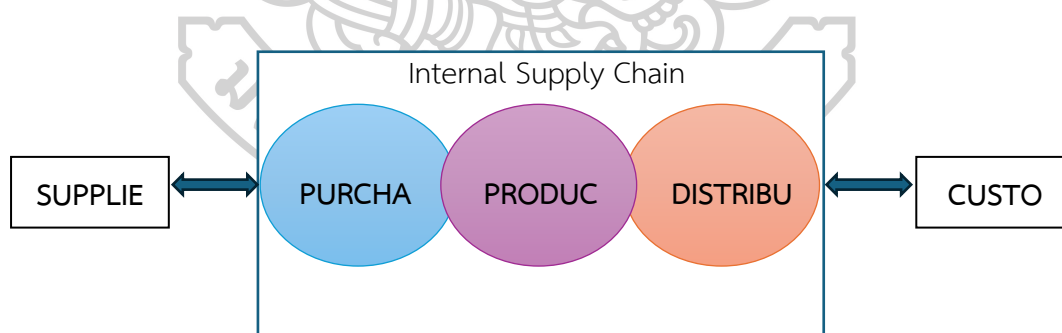 Internal Supply Chain
SUPPLIE
PURCHA
PRODUC
DISTRIBU
CUSTO